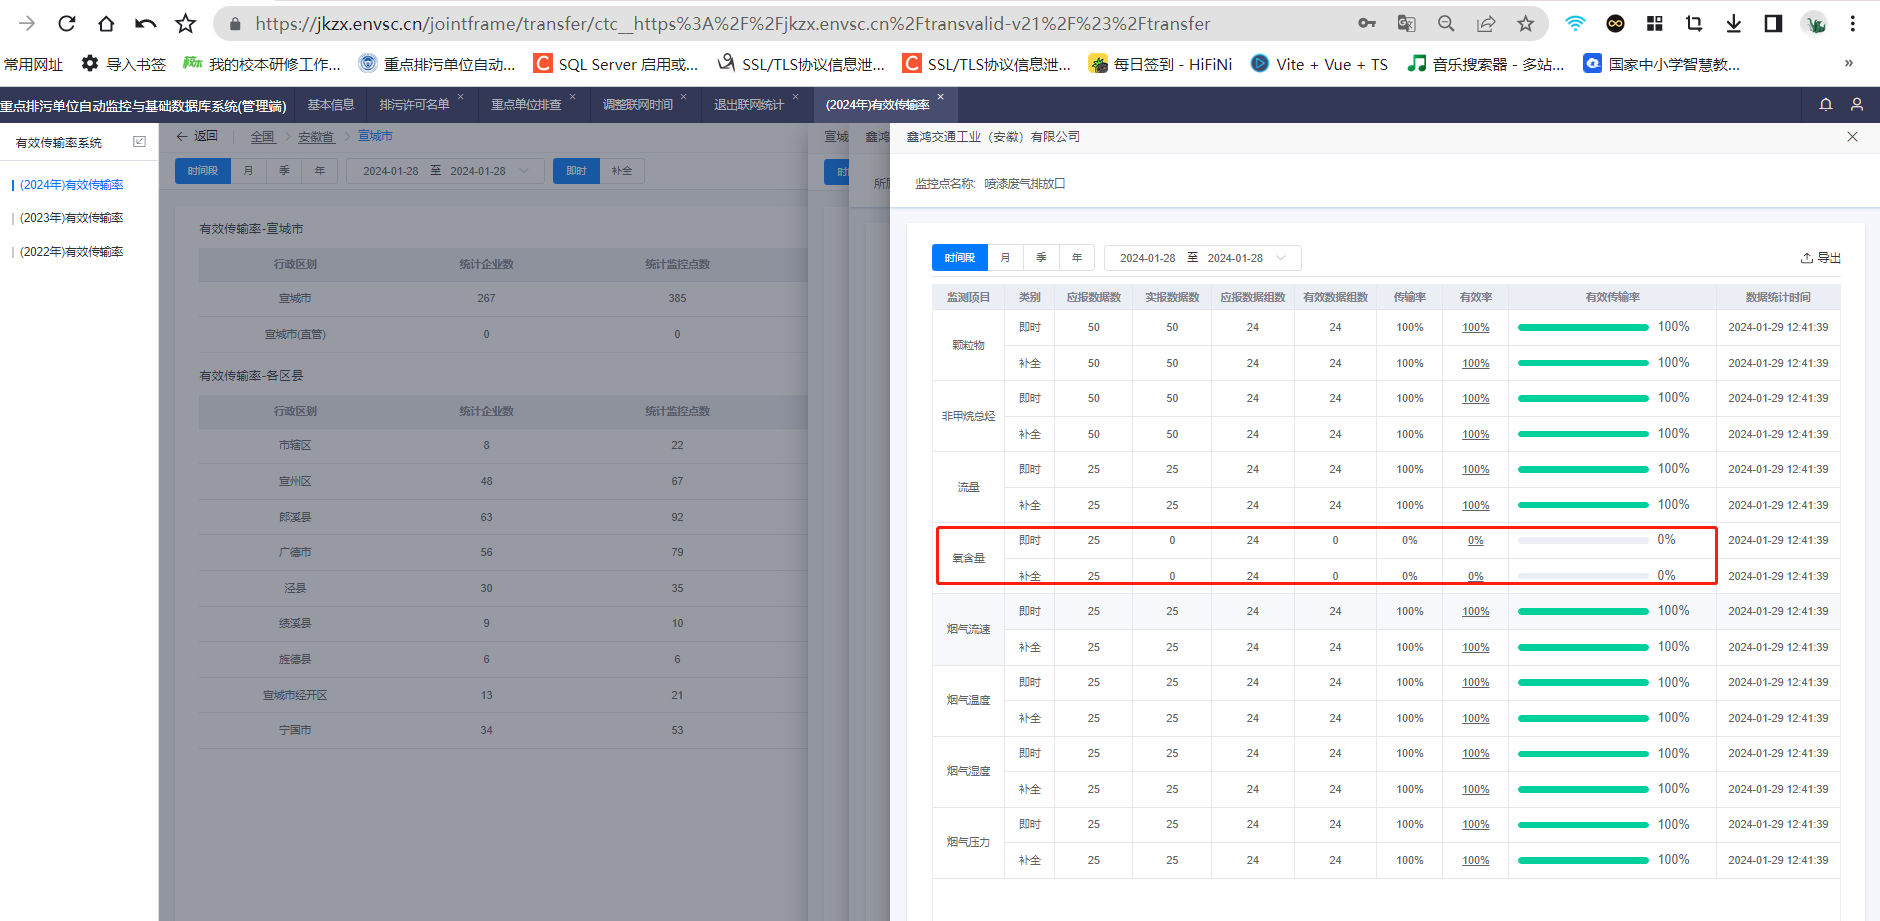 https://jkzx.envsc.cn/jointframe/transfer/ctc__https%3A%2F%2Fjkzx.envsc.cn%2Ftransvalid-v21%2F%23%2Ftransfer
常用网址 导入书签 我的校本研修工作... 重点排污单位自动... SQL Server 启用或... SSL/TLS协议信息泄... SSL/TLS协议信息泄... 每日签到 - HiFiNi Vite + Vue + TS 音乐搜索器 - 多站... 国家中小学智慧教... »
重点排污单位自动监控与基础数据库系统(管理端) 基本信息 排污许可名单 × 重点单位排查 × 调整联网时间 × 退出联网统计 × (2024年)有效传输率 ×
有效传输率系统
(2024年)有效传输率
(2023年)有效传输率
(2022年)有效传输率
返回 全国 安徽省 宣城市
时间段 月 季 年 2024-01-28 至 2024-01-28 即时 补全
有效传输率-宣城市
行政区划 统计企业数 统计监控点数
宣城市 267 385
宣城市(直管) 0 0
有效传输率-各区县
行政区划 统计企业数 统计监控点数
市辖区 8 22
宣州区 48 67
郎溪县 63 92
广德市 56 79
泾县 30 35
绩溪县 9 10
旌德县 6 6
宣城市经开区 13 21
宁国市 34 53
宣城
时
鑫鸿
所
鑫鸿交通工业（安徽）有限公司
监控点名称: 喷漆废气排放口
时间段 月 季 年 2024-01-28 至 2024-01-28 导出
监测项目 类别 应报数据数 实报数据数 应报数据组数 有效数据组数 传输率 有效率 有效传输率 数据统计时间
颗粒物
即时 50 50 24 24 100% 100% 100% 2024-01-29 12:41:39
补全 50 50 24 24 100% 100% 100% 2024-01-29 12:41:39
非甲烷总烃
即时 50 50 24 24 100% 100% 100% 2024-01-29 12:41:39
补全 50 50 24 24 100% 100% 100% 2024-01-29 12:41:39
流量
即时 25 25 24 24 100% 100% 100% 2024-01-29 12:41:39
补全 25 25 24 24 100% 100% 100% 2024-01-29 12:41:39
氧含量
即时 25 0 24 0 0% 0% 0% 2024-01-29 12:41:39
补全 25 0 24 0 0% 0% 0% 2024-01-29 12:41:39
烟气流速
即时 25 25 24 24 100% 100% 100% 2024-01-29 12:41:39
补全 25 25 24 24 100% 100% 100% 2024-01-29 12:41:39
烟气温度
即时 25 25 24 24 100% 100% 100% 2024-01-29 12:41:39
补全 25 25 24 24 100% 100% 100% 2024-01-29 12:41:39
烟气湿度
即时 25 25 24 24 100% 100% 100% 2024-01-29 12:41:39
补全 25 25 24 24 100% 100% 100% 2024-01-29 12:41:39
烟气压力
即时 25 25 24 24 100% 100% 100% 2024-01-29 12:41:39
补全 25 25 24 24 100% 100% 100% 2024-01-29 12:41:39